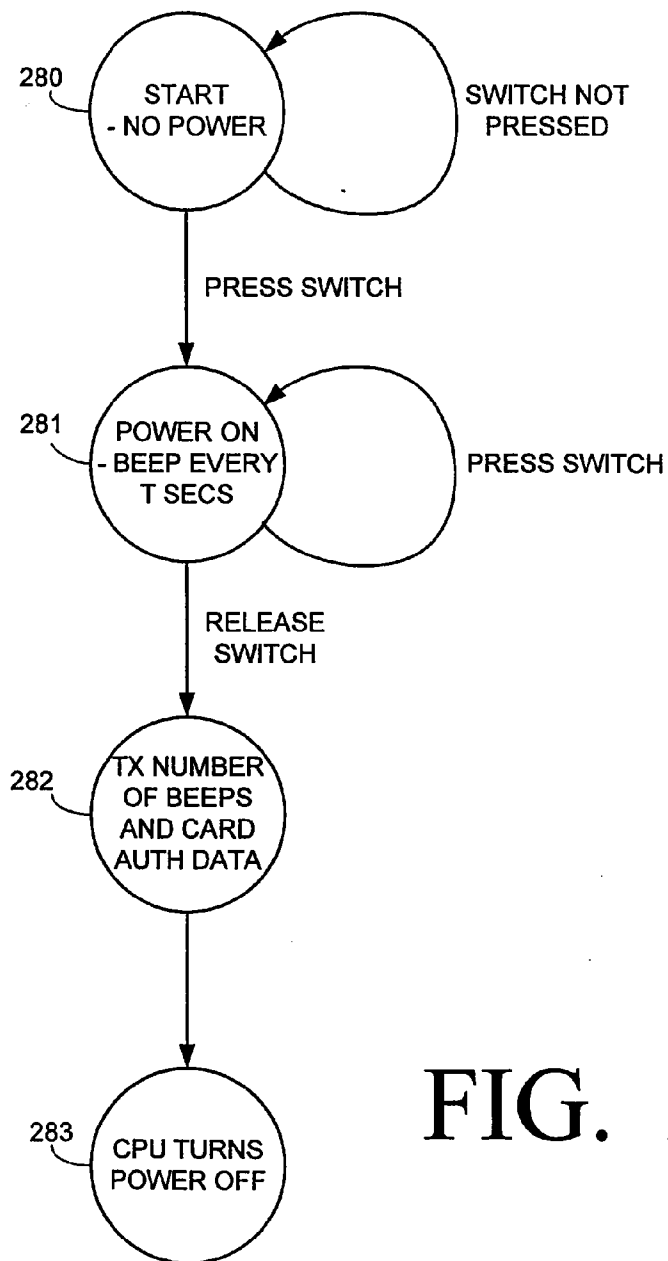 280
START
- NO POWER
SWITCH NOT
PRESSED
PRESS SWITCH
281
POWER ON
- BEEP EVERY
T SECS
PRESS SWITCH
RELEASE
SWITCH
282
TX NUMBER
OF BEEPS
AND CARD
AUTH DATA
283
CPU TURNS
POWER OFF
FIG.